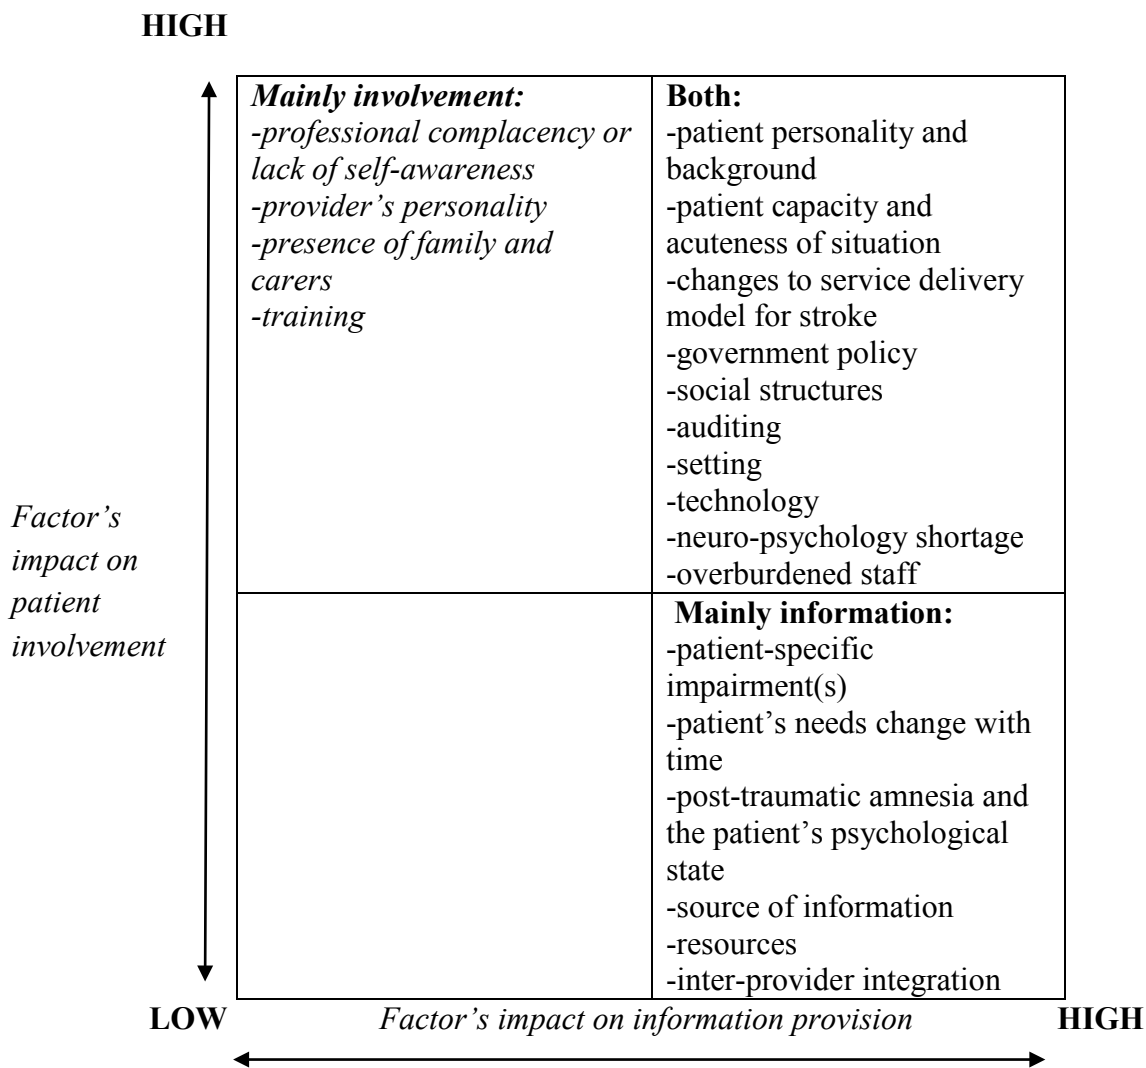 HIGH
Mainly involvement:
-professional complacency or
lack of self-awareness
-provider’s personality
-presence of family and
carers
-training
Both:
-patient personality and
background
-patient capacity and
acuteness of situation
-changes to service delivery
model for stroke
-government policy
-social structures
-auditing
-setting
-technology
-neuro-psychology shortage
-overburdened staff
Factor’s
impact on
patient
involvement
Mainly information:
-patient-specific
impairment(s)
-patient’s needs change with
time
-post-traumatic amnesia and
the patient’s psychological
state
-source of information
-resources
-inter-provider integration
LOW
Factor’s impact on information provision
HIGH